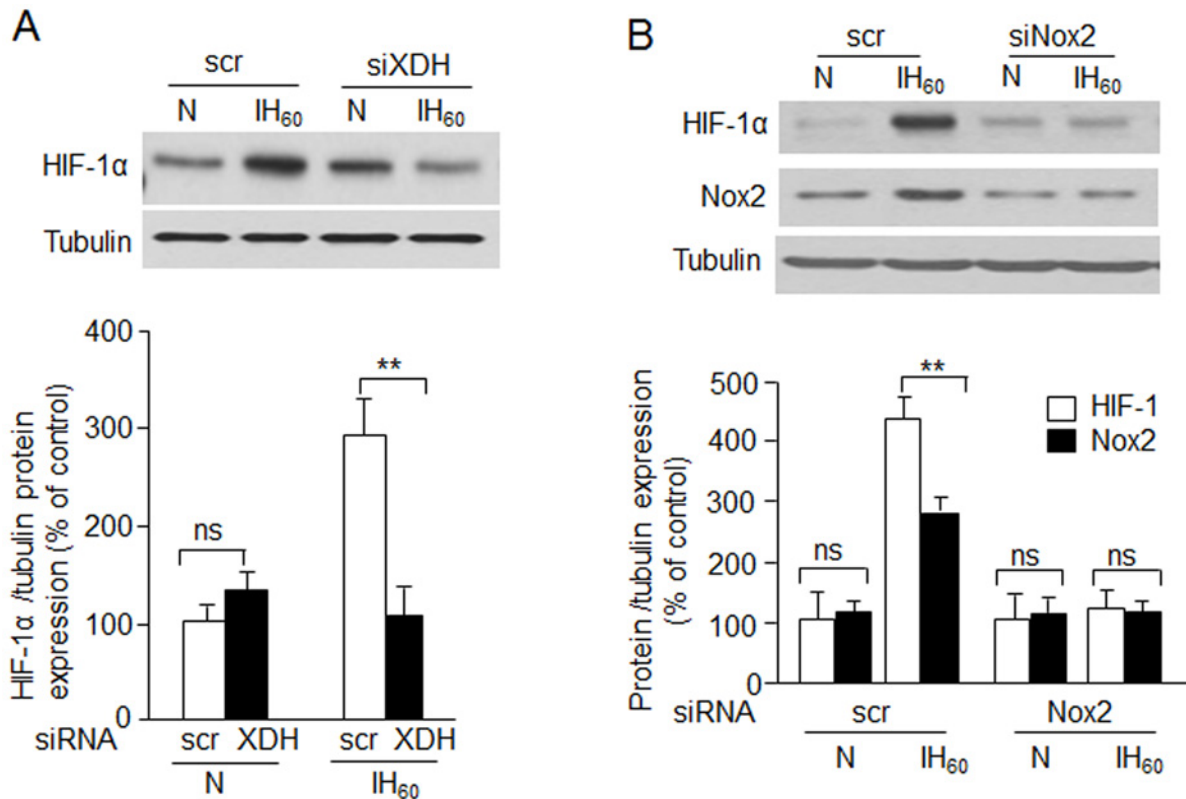 A
scr siXDH
N IH₆₀ N IH₆₀
HIF-1α
Tubulin
HIF-1α /tubulin protein
expression (% of control)
400
300
200
100
0
ns
**
siRNA scr XDH scr XDH
N IH₆₀
B
scr siNox2
N IH₆₀ N IH₆₀
HIF-1α
Nox2
Tubulin
Protein /tubulin expression
(% of control)
500
400
300
200
100
0
ns
**
ns
ns
HIF-1
Nox2
siRNA scr Nox2
N IH₆₀ N IH₆₀